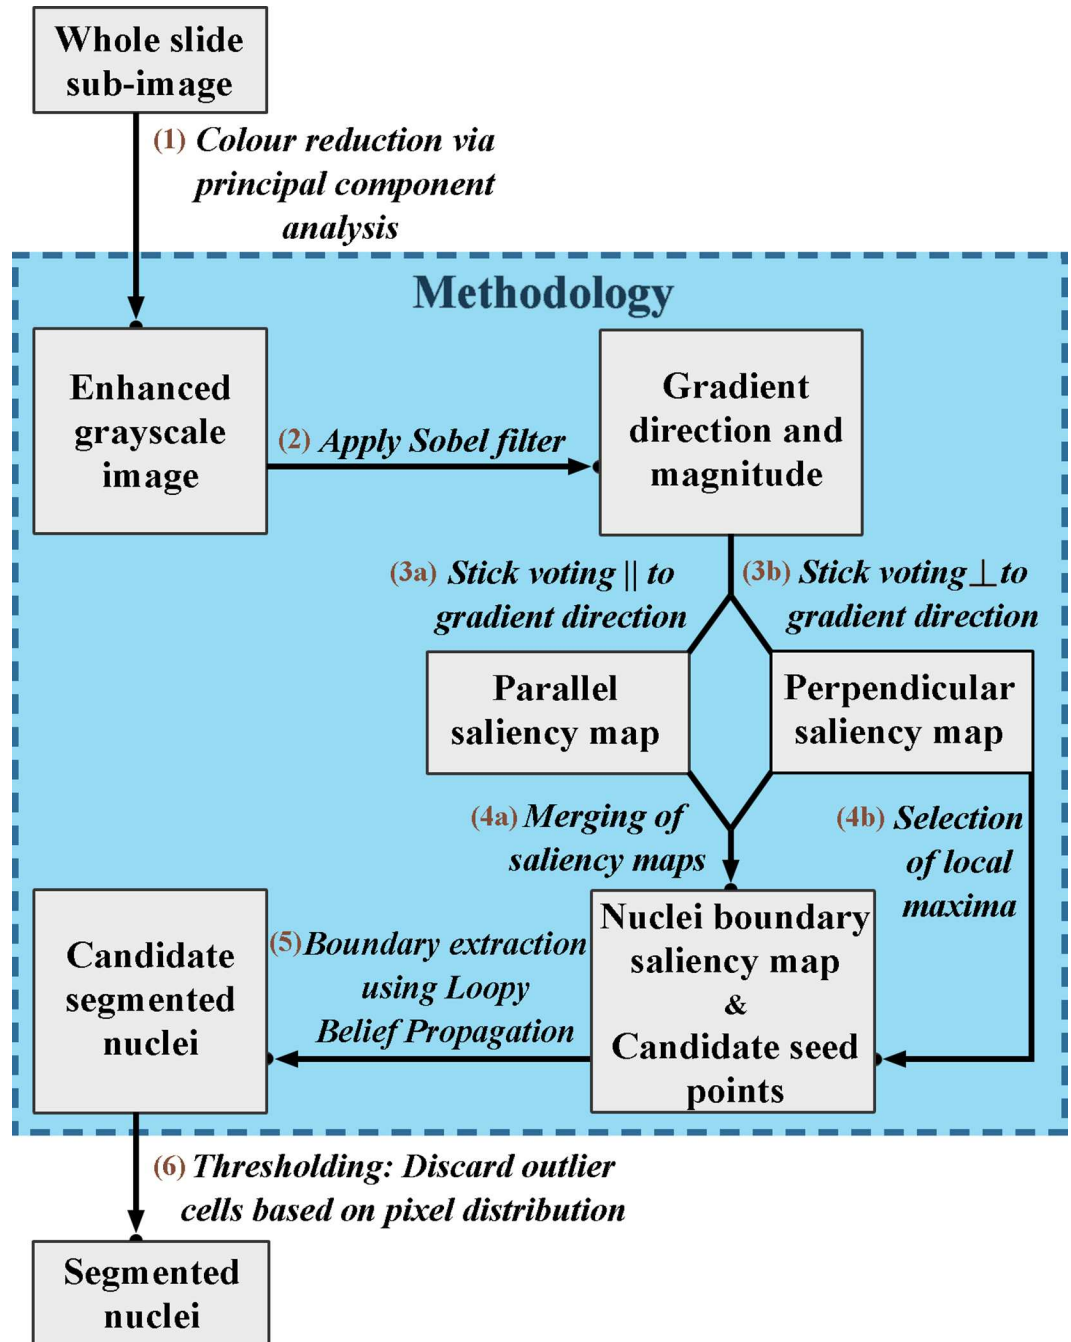 Whole slide
sub-image
(1) Colour reduction via
principal component
analysis
Methodology
Enhanced
grayscale
image
(2) Apply Sobel filter
Gradient
direction and
magnitude
(3a) Stick voting || to
gradient direction
(3b) Stick voting ⊥ to
gradient direction
Parallel
saliency map
Perpendicular
saliency map
(4a) Merging of
saliency maps
(4b) Selection
of local
maxima
Nuclei boundary
saliency map
&
Candidate seed
points
(5) Boundary extraction
using Loopy
Belief Propagation
Candidate
segmented
nuclei
(6) Thresholding: Discard outlier
cells based on pixel distribution
Segmented
nuclei